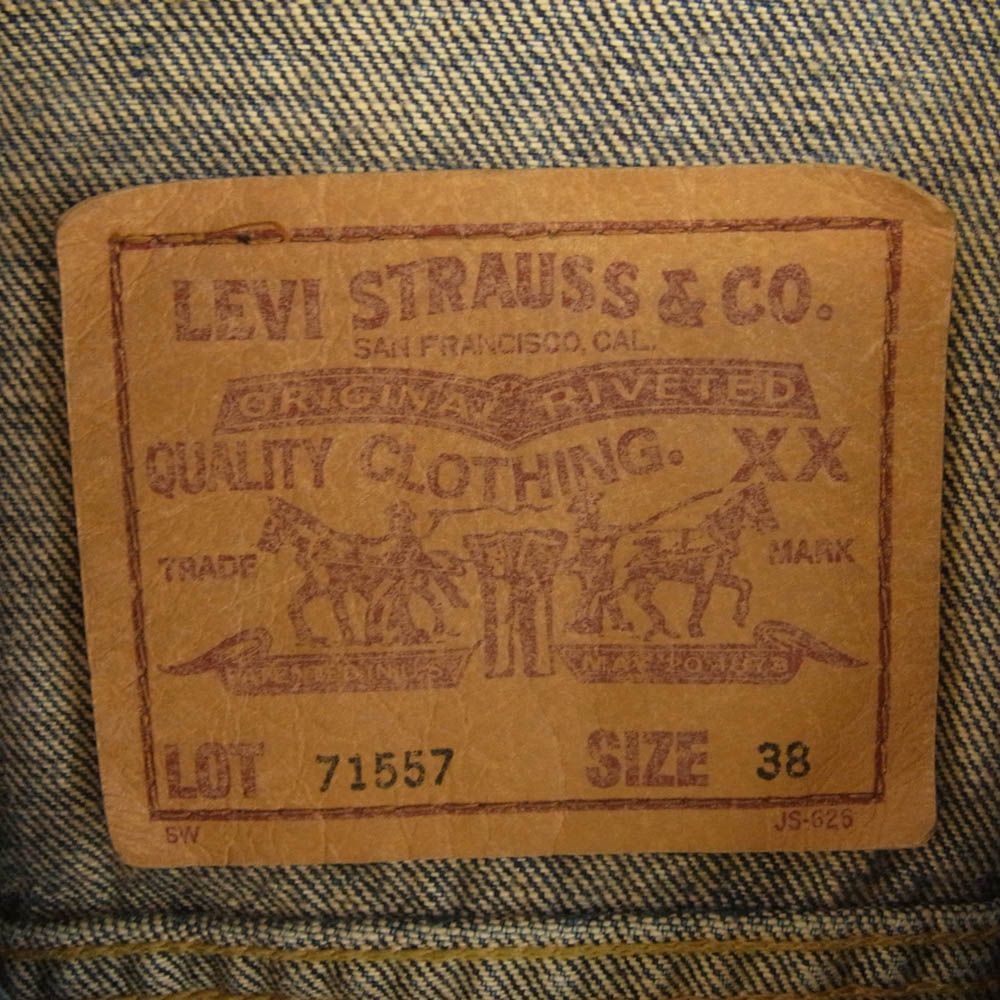 LEVI STRAUSS & CO.
SAN FRANCISCO, CAL.
ORIGINAL RIVETED
QUALITY CLOTHING. XX
TRADE MARK
LOT 71557 SIZE 38
5W JS-626